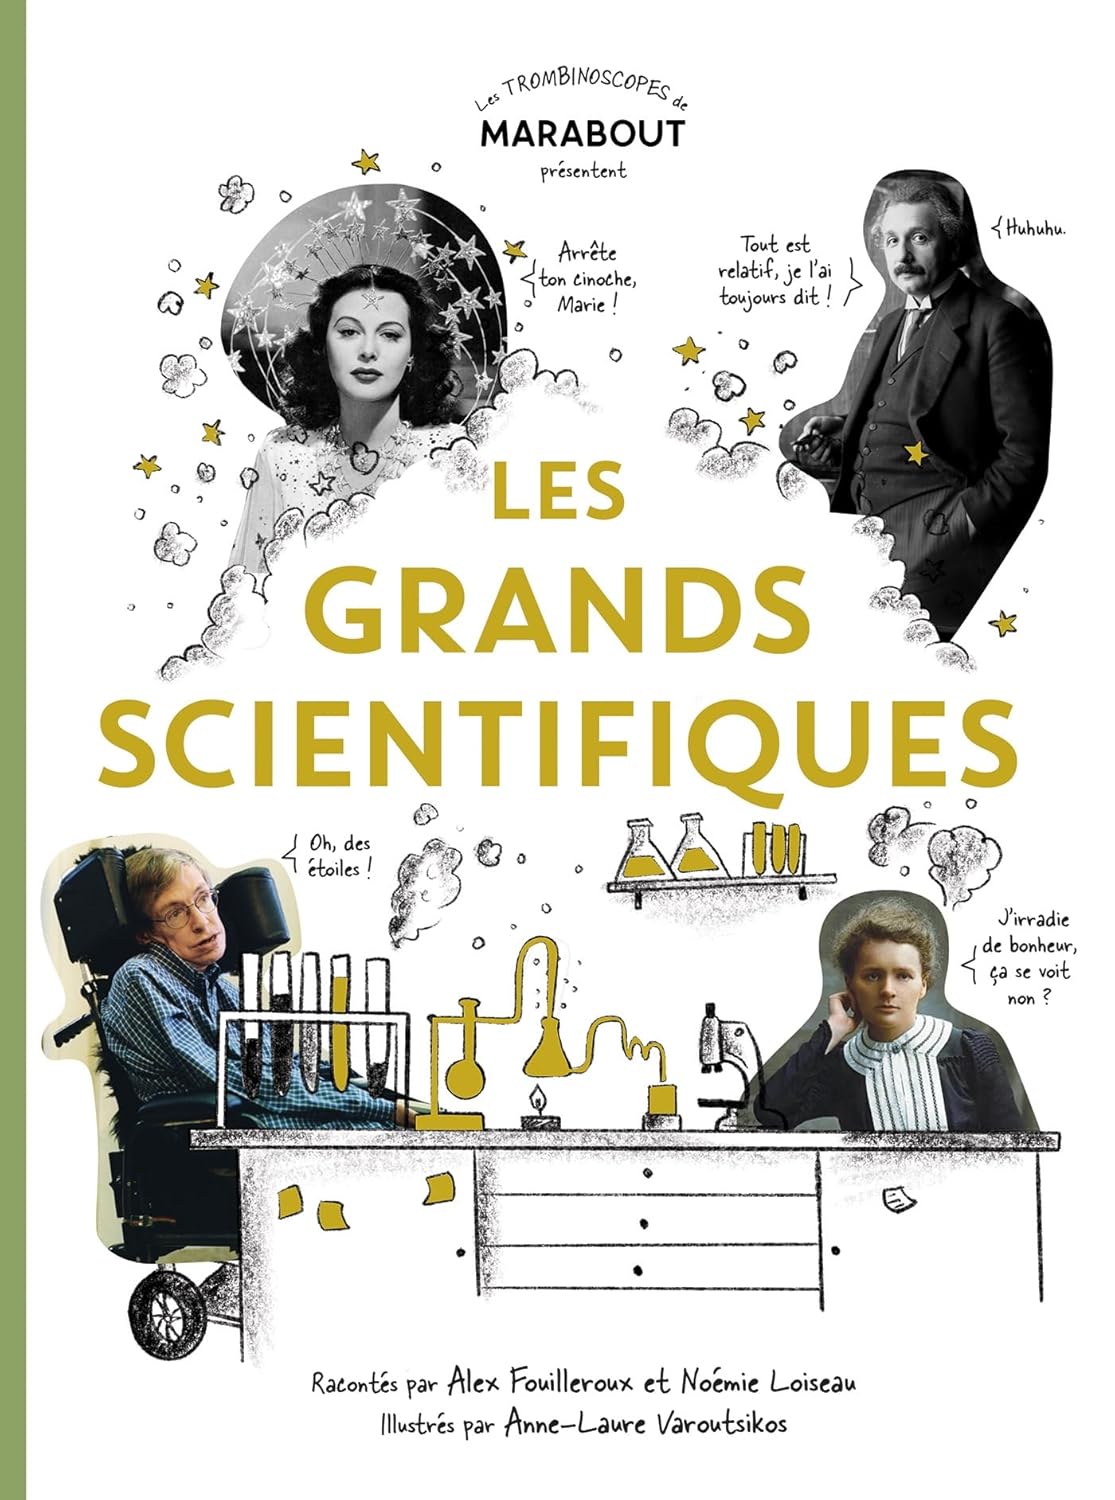 Les TROMBINOSCOPES de
MARABOUT
présentent
Arrête
ton cinoche,
Marie !
Tout est
relatif, je l'ai
toujours dit !
Huhuhu.
LES
GRANDS
SCIENTIFIQUES
Oh, des
étoiles !
J'irradie
de bonheur,
ça se voit
non ?
Racontés par Alex Fouilleroux et Noémie Loiseau
Illustrés par Anne-Laure Varoutsikos